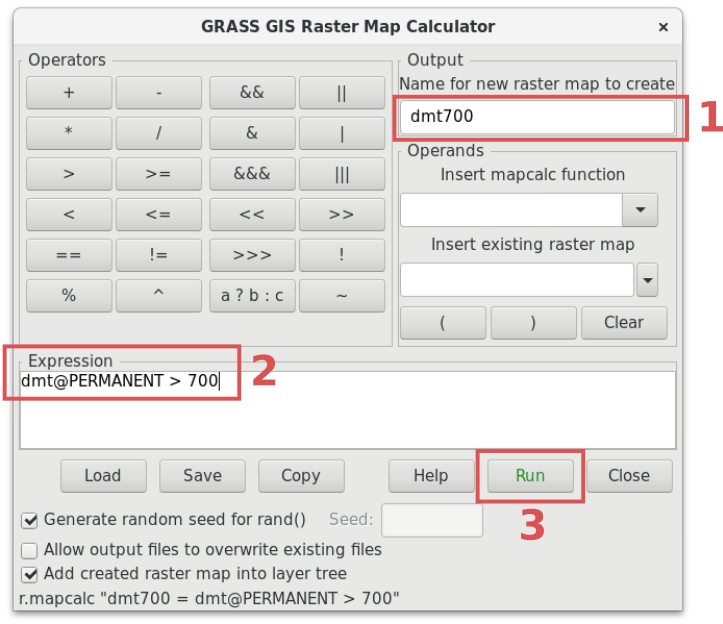 GRASS GIS Raster Map Calculator ×
Operators
+ - && ||
* / & |
> >= &&& |||
< <= << >>
== != >>> !
% ^ a ? b : c ~
Output
Name for new raster map to create
dmt700
1
Operands
Insert mapcalc function
Insert existing raster map
( ) Clear
Expression
dmt@PERMANENT > 700
2
Load Save Copy Help Run Close
3
Generate random seed for rand() Seed:
Allow output files to overwrite existing files
Add created raster map into layer tree
r.mapcalc "dmt700 = dmt@PERMANENT > 700"